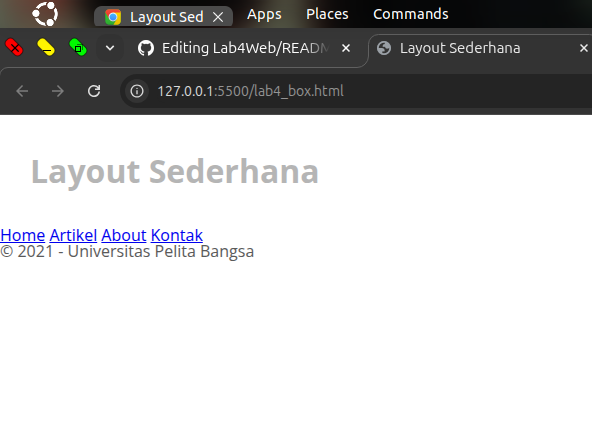 Layout Sed Apps Places Commands
Editing Lab4Web/READM Layout Sederhana
127.0.0.1:5500/lab4_box.html
Layout Sederhana
Home Artikel About Kontak
© 2021 - Universitas Pelita Bangsa